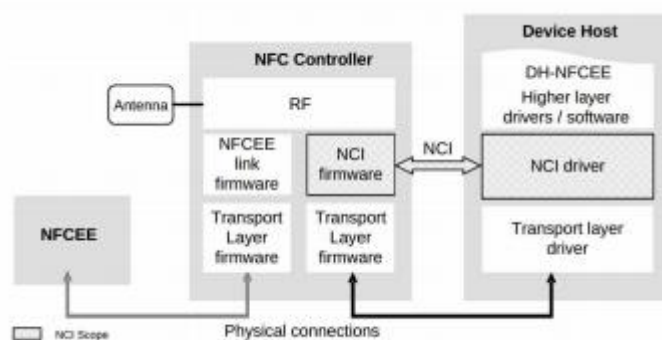 Device Host
NFC Controller
DH-NFCEE
Higher layer
drivers / software
Antenna
RF
NFCEE
link
firmware
NCI
firmware
NCI
NCI driver
NFCEE
Transport
Layer
firmware
Transport
Layer
firmware
Transport layer
driver
NCI Scope
Physical connections